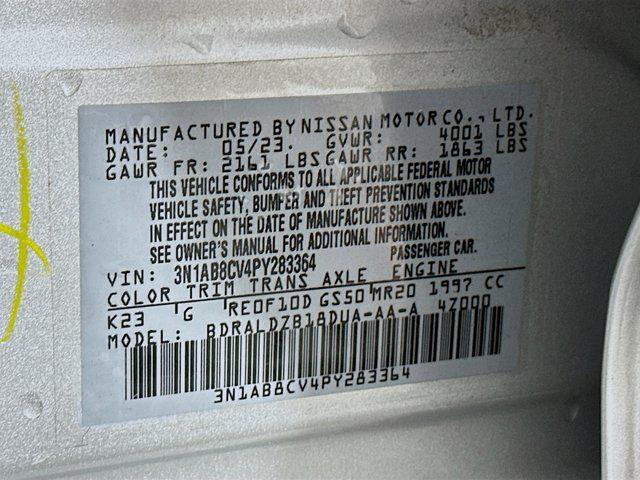 MANUFACTURED BY NISSAN MOTOR CO., LTD.
DATE: 05/23. GVWR: 4001 LBS
GAWR FR: 2161 LBS GAWR RR: 1863 LBS
THIS VEHICLE CONFORMS TO ALL APPLICABLE FEDERAL MOTOR
VEHICLE SAFETY, BUMPER AND THEFT PREVENTION STANDARDS
IN EFFECT ON THE DATE OF MANUFACTURE SHOWN ABOVE.
SEE OWNER'S MANUAL FOR ADDITIONAL INFORMATION.
VIN: 3N1AB8CV4PY283364 PASSENGER CAR.
COLOR TRIM TRANS AXLE ENGINE
K23 G RE0F10D GS50 MR20 1997 CC
MODEL: BDRALDZB18DUA-AA-A 4Z000
3N1AB8CV4PY283364